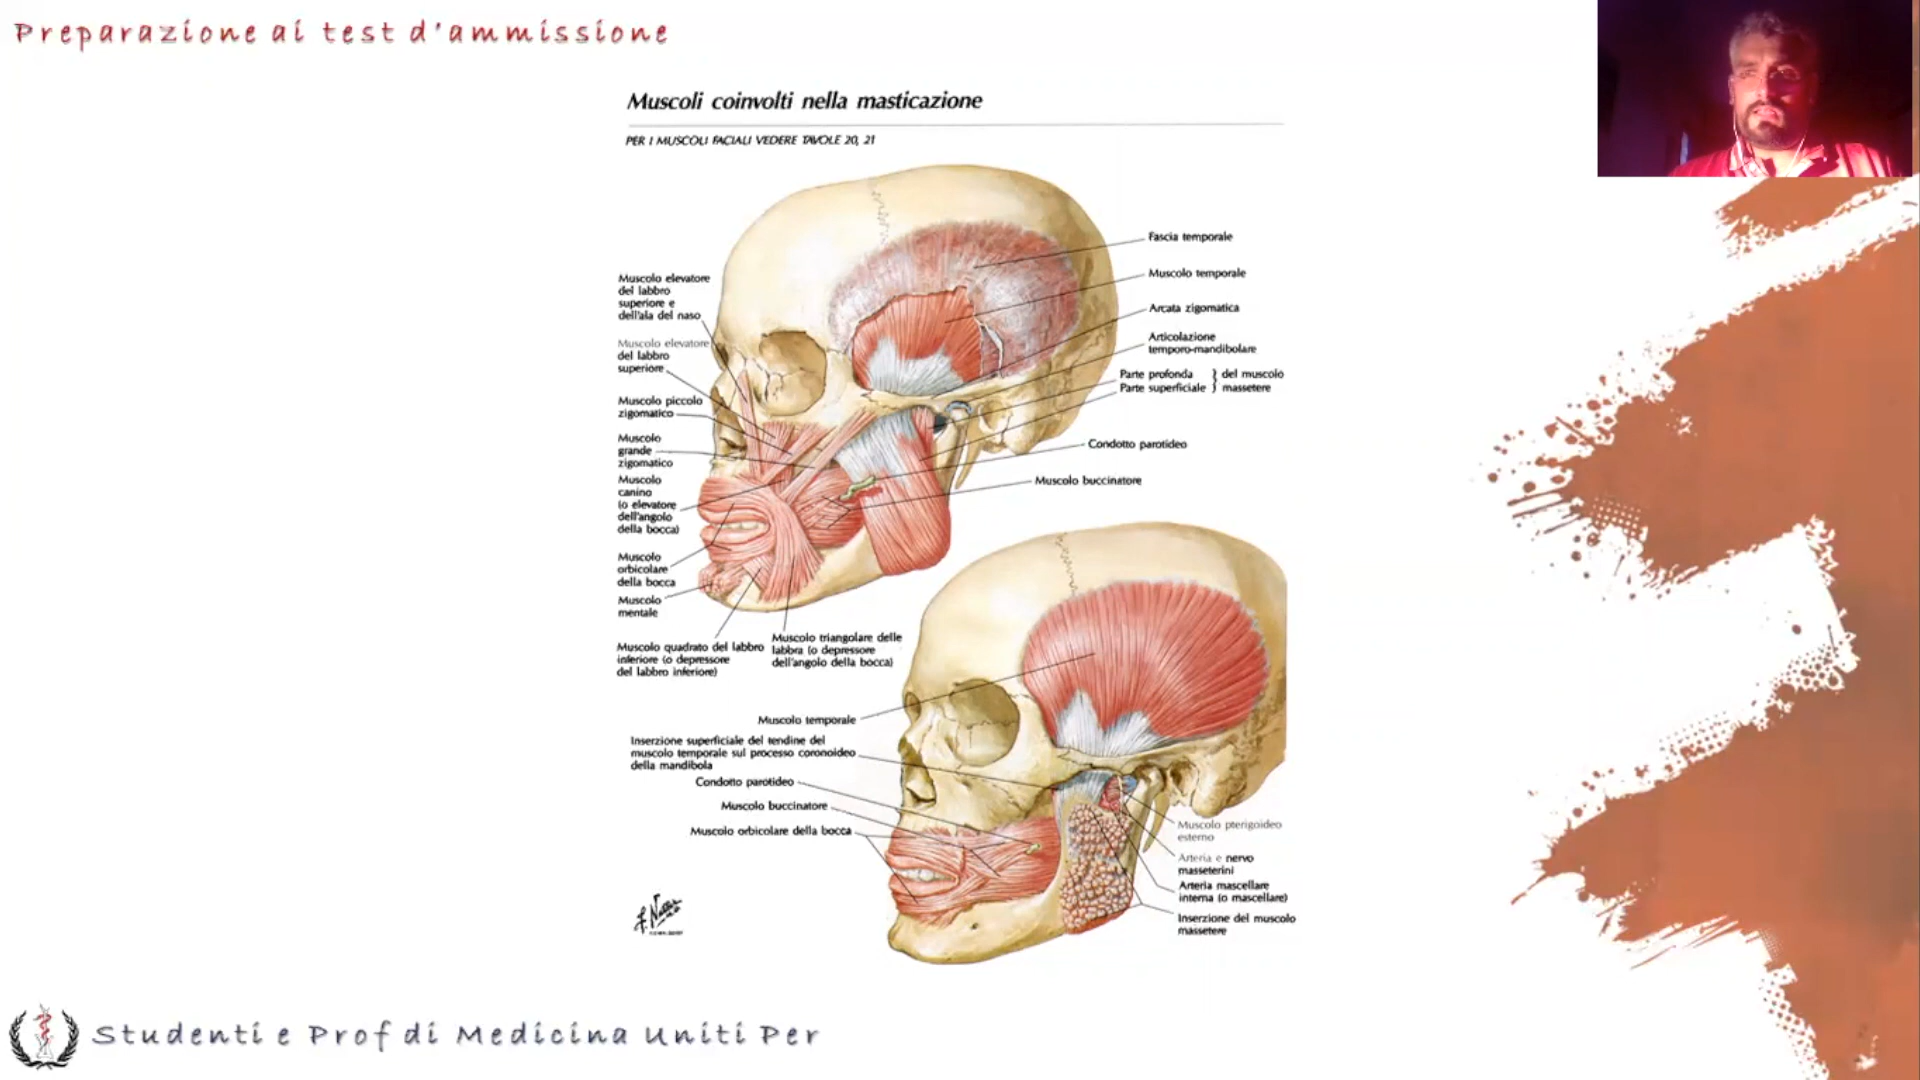 Preparazione ai test d'ammissione
Muscoli coinvolti nella masticazione
PER I MUSCOLI FACIALI VEDERE TAVOLE 20, 21
Muscolo elevatore
del labbro
superiore e
dell'ala del naso
Muscolo elevatore
del labbro
superiore
Muscolo piccolo
zigomatico
Muscolo
grande
zigomatico
Muscolo
canino
(o elevatore
dell'angolo
della bocca)
Muscolo
orbicolare
della bocca
Muscolo
mentale
Muscolo quadrato del labbro
inferiore (o depressore
del labbro inferiore)
Muscolo triangolare delle
labbra (o depressore
dell'angolo della bocca)
Fascia temporale
Muscolo temporale
Arcata zigomatica
Articolazione
temporo-mandibolare
Parte profonda } del muscolo
Parte superficiale } massetere
Condotto parotideo
Muscolo buccinatore
Muscolo temporale
Inserzione superficiale del tendine del
muscolo temporale sul processo coronoideo
della mandibola
Condotto parotideo
Muscolo buccinatore
Muscolo orbicolare della bocca
Muscolo pterigoideo
esterno
Arteria e nervo
masseterini
Arteria mascellare
interna (o mascellare)
Inserzione del muscolo
massetere
Studenti e Prof di Medicina Uniti Per